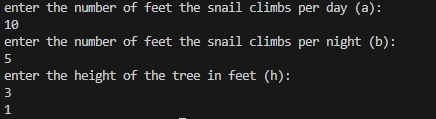 enter the number of feet the snail climbs per day (a):
10
enter the number of feet the snail climbs per night (b):
5
enter the height of the tree in feet (h):
3
1